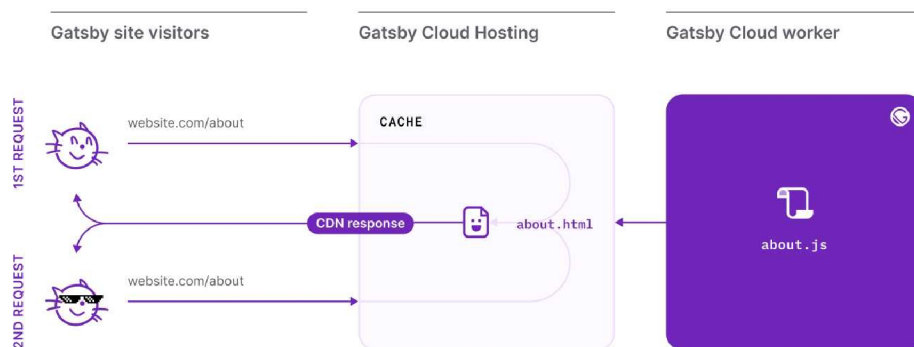 Gatsby site visitors
Gatsby Cloud Hosting
Gatsby Cloud worker
1ST REQUEST
website.com/about
CACHE
CDN response
about.html
about.js
2ND REQUEST
website.com/about